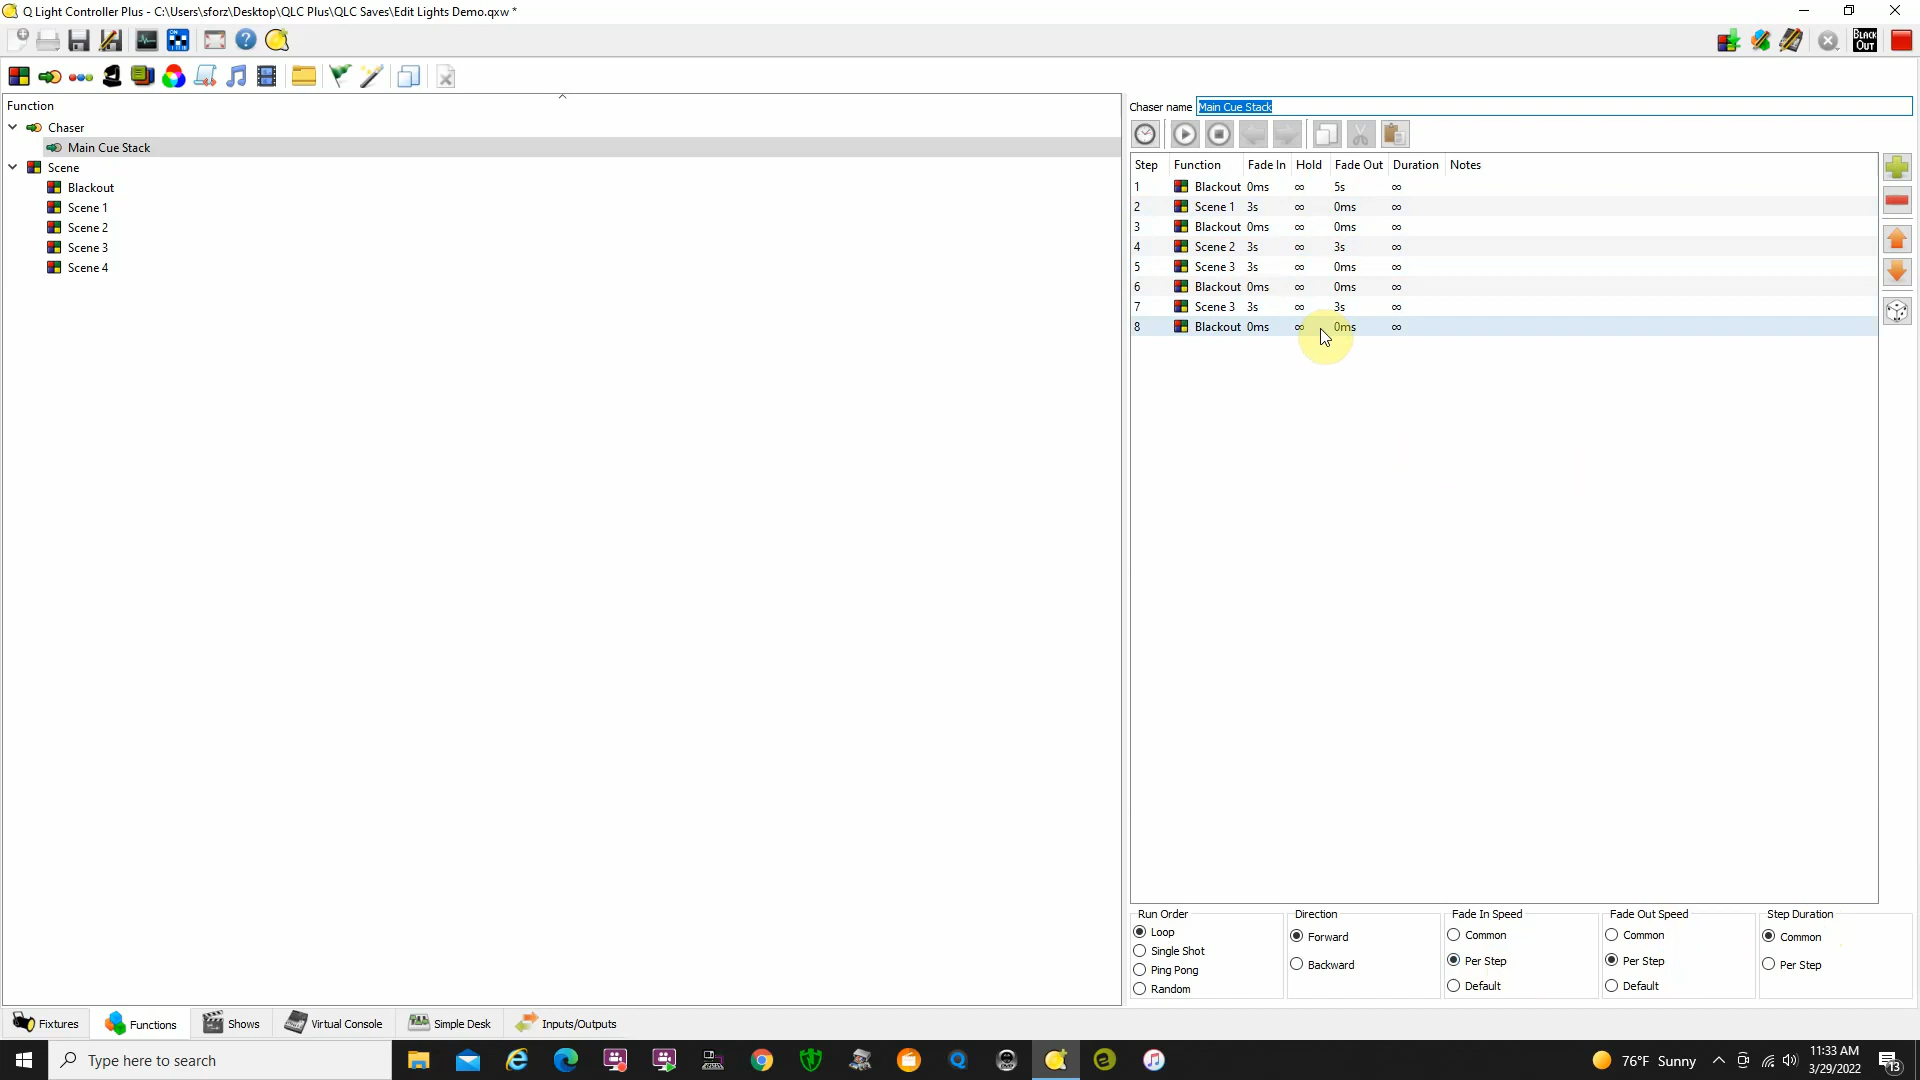 Q Light Controller Plus - C:\Users\sforz\Desktop\QLC Plus\QLC Saves\Edit Lights Demo.qxw *
ON
BLACK OUT
Function
Chaser
Main Cue Stack
Scene
Blackout
Scene 1
Scene 2
Scene 3
Scene 4
Chaser name Main Cue Stack
Step Function Fade In Hold Fade Out Duration Notes
1 Blackout 0ms ∞ 5s ∞
2 Scene 1 3s ∞ 0ms ∞
3 Blackout 0ms ∞ 0ms ∞
4 Scene 2 3s ∞ 3s ∞
5 Scene 3 3s ∞ 0ms ∞
6 Blackout 0ms ∞ 0ms ∞
7 Scene 3 3s ∞ 3s ∞
8 Blackout 0ms ∞ 0ms ∞
Run Order
Loop
Single Shot
Ping Pong
Random
Direction
Forward
Backward
Fade In Speed
Common
Per Step
Default
Fade Out Speed
Common
Per Step
Default
Step Duration
Common
Per Step
Fixtures Functions Shows Virtual Console Simple Desk Inputs/Outputs
Type here to search
76°F Sunny
11:33 AM
3/29/2022
13